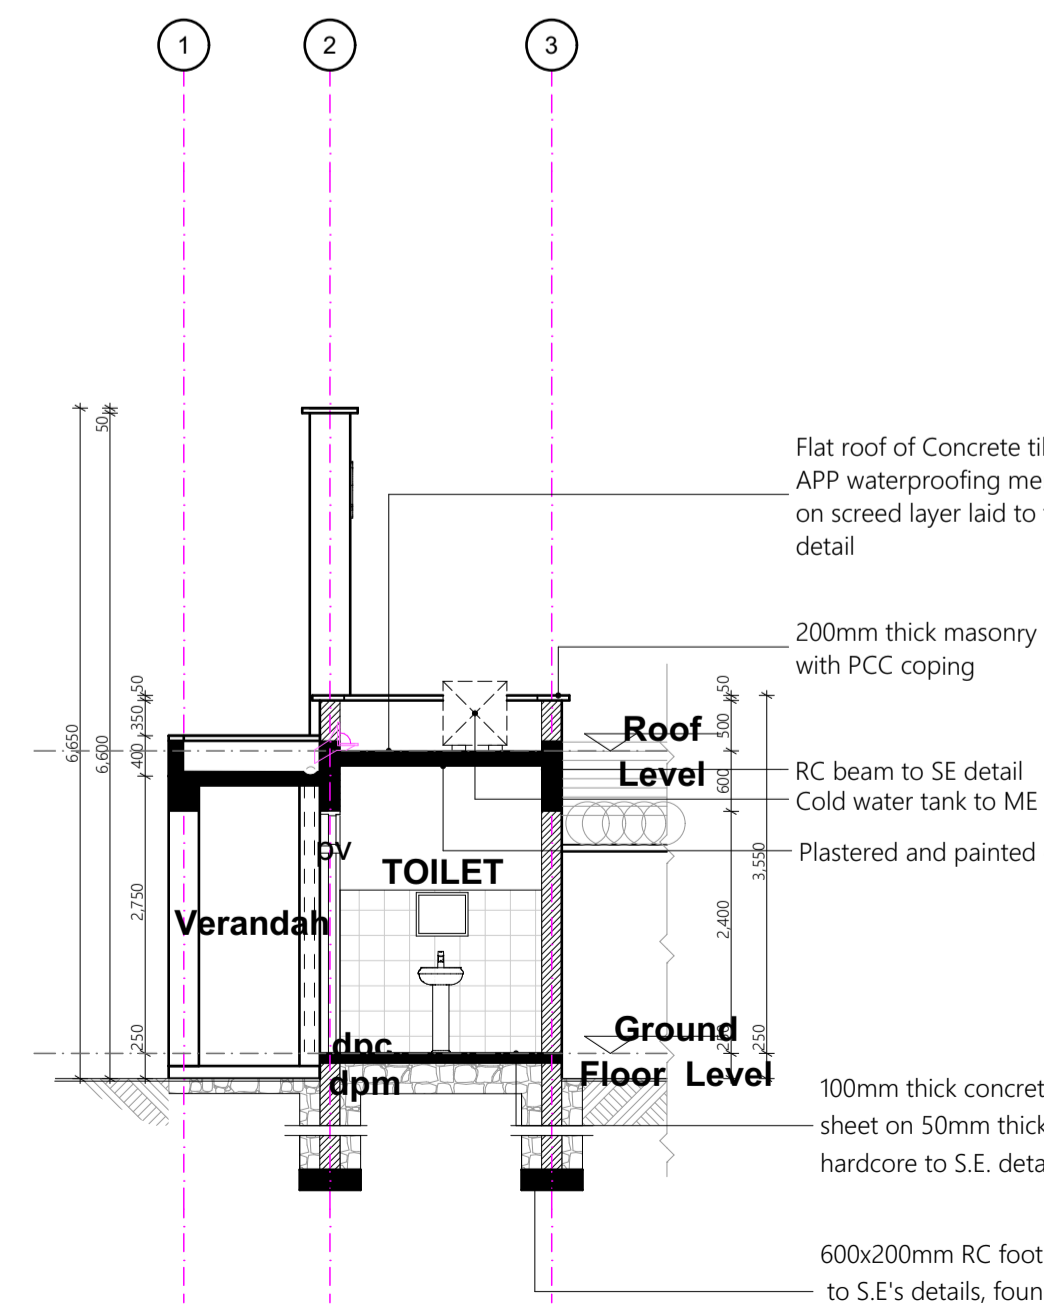 1
2
3
50
6,650
6,600
50
350
400
2,750
250
Flat roof of Concrete til
APP waterproofing me
on screed layer laid to
detail
200mm thick masonry
with PCC coping
50
500
Roof
Level
600
RC beam to SE detail
Cold water tank to ME
Plastered and painted
pv
TOILET
3,550
2,400
Verandah
dpc
dpm
Ground
Floor Level
250
250
100mm thick concret
sheet on 50mm thick
hardcore to S.E. deta
600x200mm RC foot
to S.E's details, foun